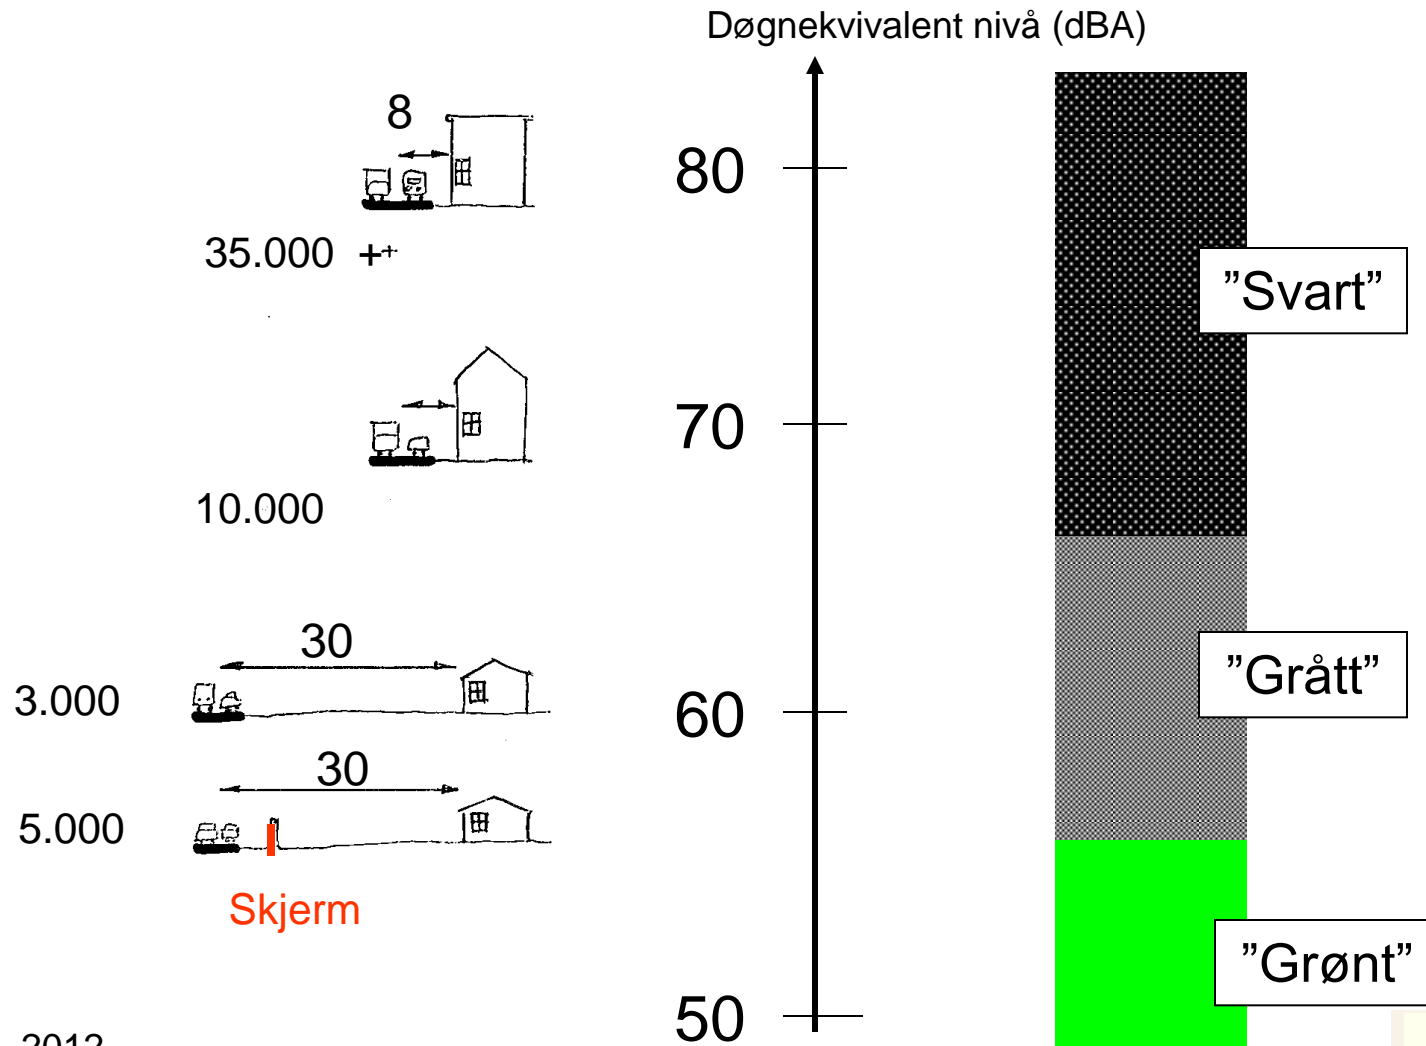 Døgnekvivalent nivå (dBA)
8
80
35.000 ++
”Svart”
70
10.000
30
3.000
”Grått”
60
30
5.000
Skjerm
”Grønt”
50
2012